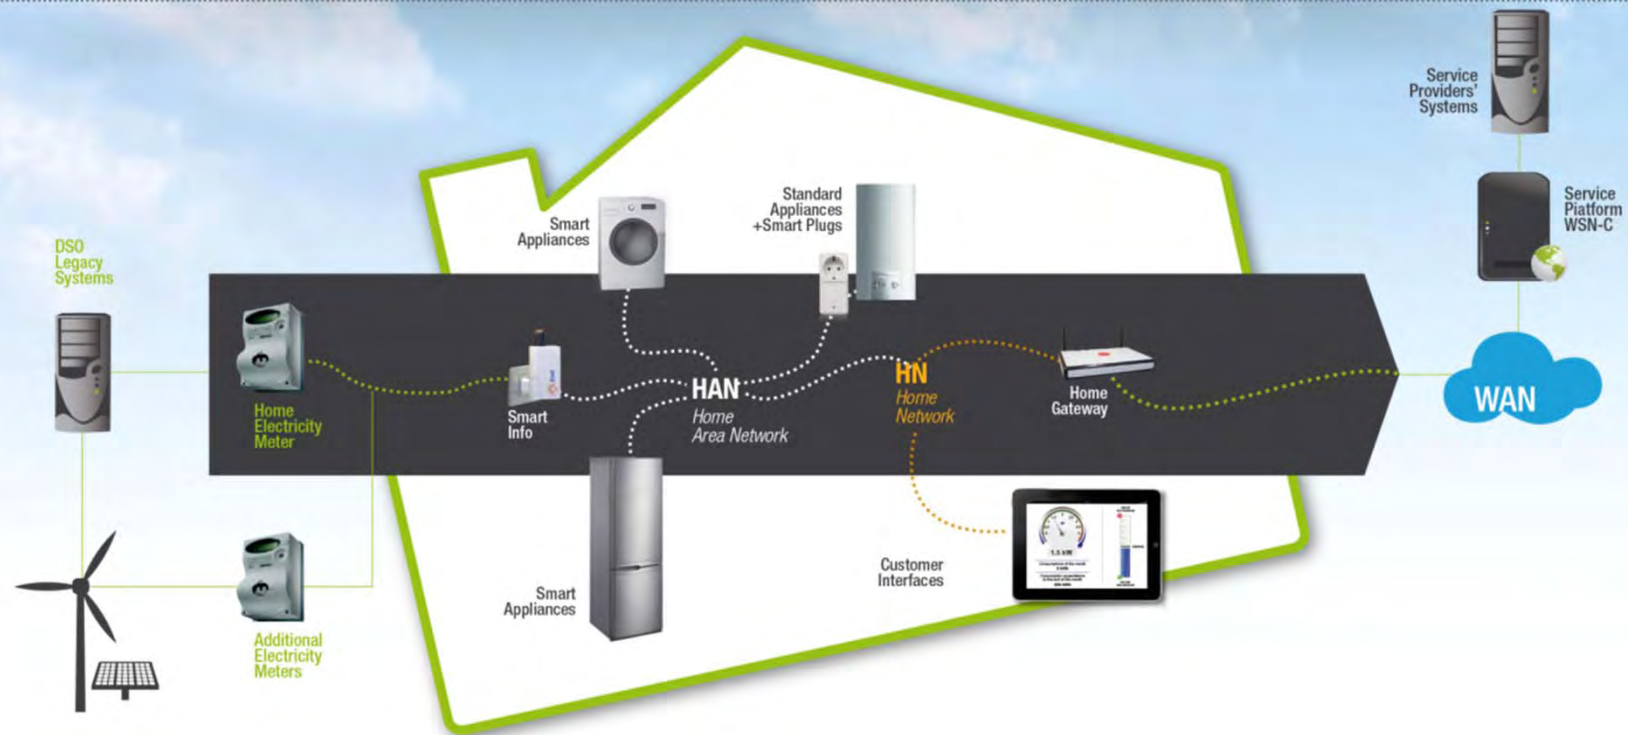 Service
Providers'
Systems
Service
Piatform
WSN-C
Standard
Appliances
+Smart Plugs
Smart
Appliances
DSO
Legacy
Systems
Home
Electricity
Meter
Smart
Info
HAN
Home
Area Network
HN
Home
Network
Home
Gateway
WAN
Customer
Interfaces
1.5 kW
Smart
Appliances
Additional
Electricity
Meters